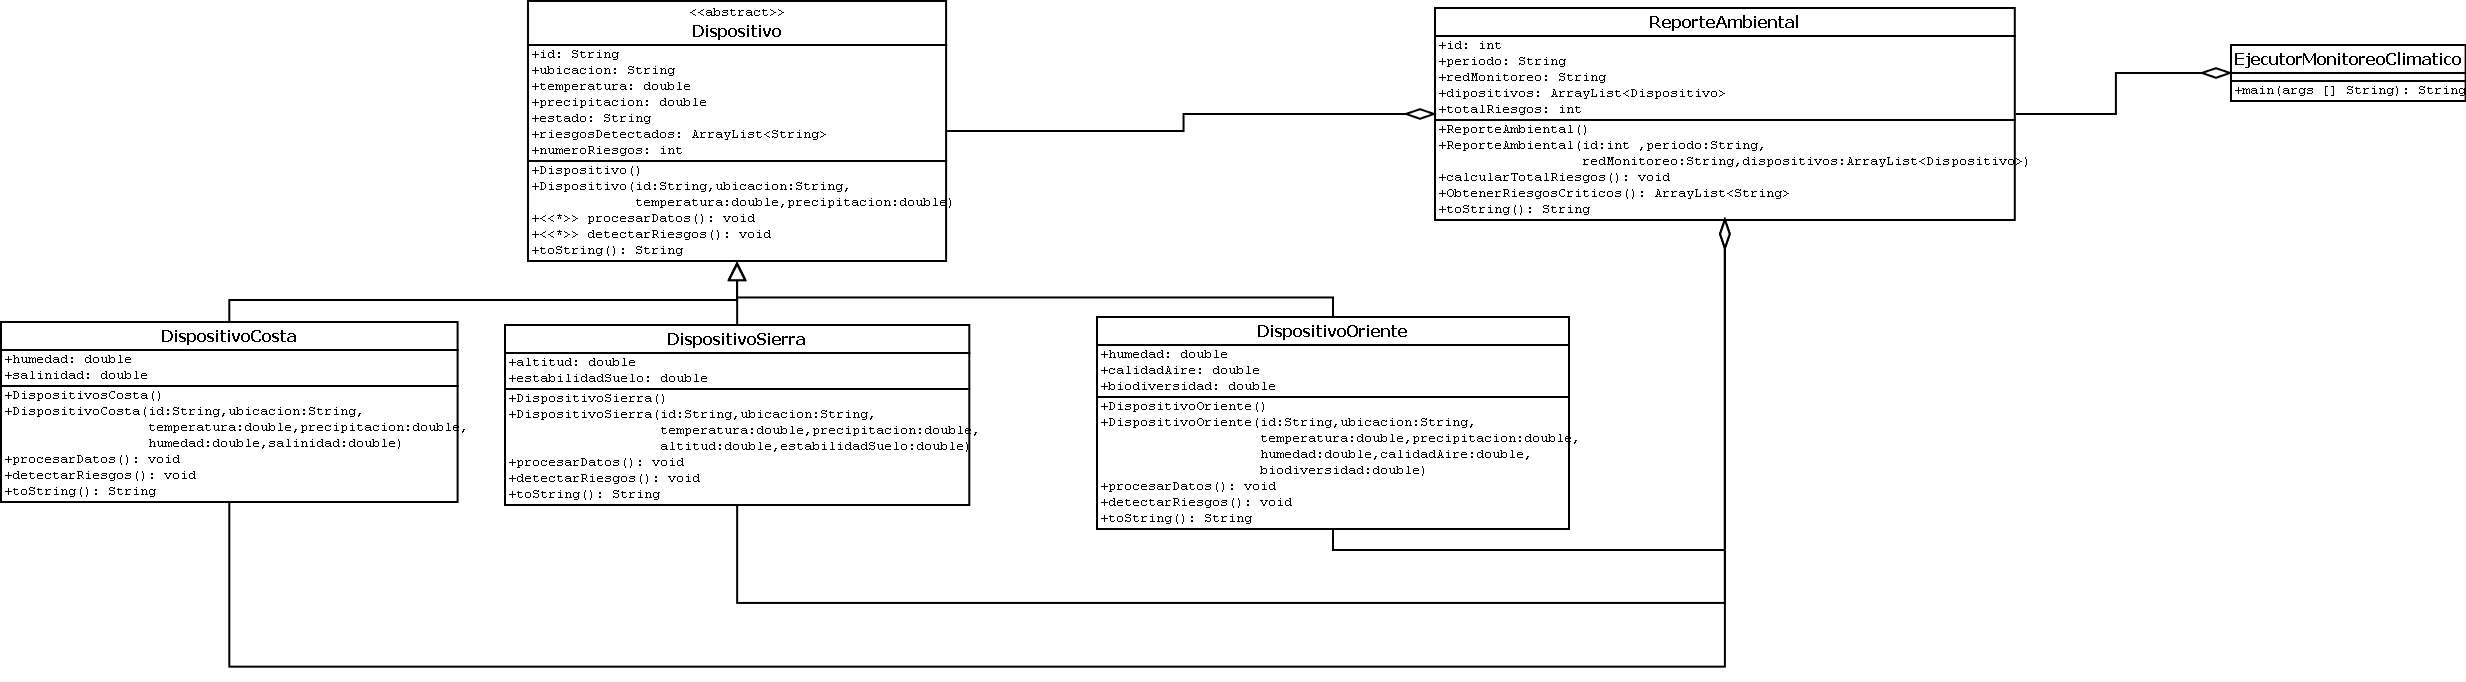 <<abstract>>
Dispositivo
+id: String
+ubicacion: String
+temperatura: double
+precipitacion: double
+estado: String
+riesgosDetectados: ArrayList<String>
+numeroRiesgos: int
+Dispositivo()
+Dispositivo(id:String,ubicacion:String,
temperatura:double,precipitacion:double)
+<<*>> procesarDatos(): void
+<<*>> detectarRiesgos(): void
+toString(): String
ReporteAmbiental
+id: int
+periodo: String
+redMonitoreo: String
+dipositivos: ArrayList<Dispositivo>
+totalRiesgos: int
+ReporteAmbiental()
+ReporteAmbiental(id:int ,periodo:String,
redMonitoreo:String,dispositivos:ArrayList<Dispositivo>)
+calcularTotalRiesgos(): void
+ObtenerRiesgosCriticos(): ArrayList<String>
+toString(): String
EjecutorMonitoreoClimatico
+main(args [] String): String
DispositivoCosta
+humedad: double
+salinidad: double
+DispositivosCosta()
+DispositivoCosta(id:String,ubicacion:String,
temperatura:double,precipitacion:double,
humedad:double,salinidad:double)
+procesarDatos(): void
+detectarRiesgos(): void
+toString(): String
DispositivoSierra
+altitud: double
+estabilidadSuelo: double
+DispositivoSierra()
+DispositivoSierra(id:String,ubicacion:String,
temperatura:double,precipitacion:double,
altitud:double,estabilidadSuelo:double)
+procesarDatos(): void
+detectarRiesgos(): void
+toString(): String
DispositivoOriente
+humedad: double
+calidadAire: double
+biodiversidad: double
+DispositivoOriente()
+DispositivoOriente(id:String,ubicacion:String,
temperatura:double,precipitacion:double,
humedad:double,calidadAire:double,
biodiversidad:double)
+procesarDatos(): void
+detectarRiesgos(): void
+toString(): String